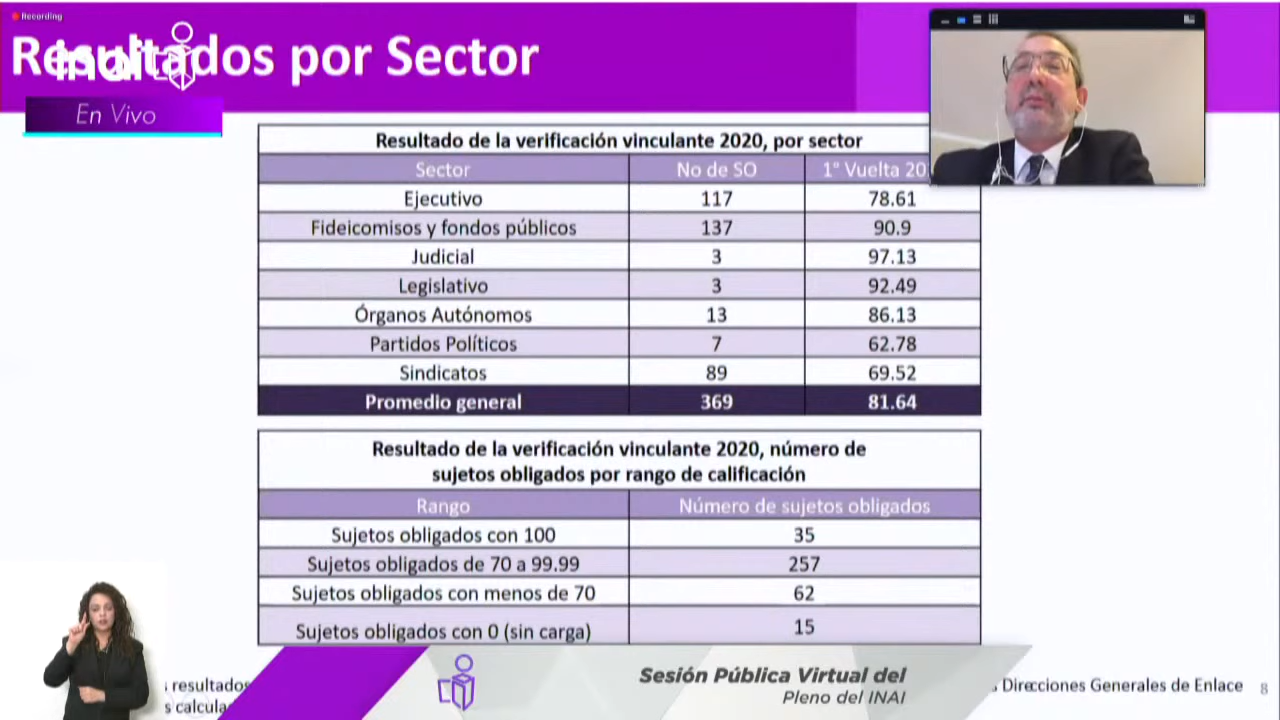 Recording
Resultados por Sector
inai
En Vivo
Resultado de la verificación vinculante 2020, por sector
Sector No de SO 1° Vuelta 20
Ejecutivo 117 78.61
Fideicomisos y fondos públicos 137 90.9
Judicial 3 97.13
Legislativo 3 92.49
Órganos Autónomos 13 86.13
Partidos Políticos 7 62.78
Sindicatos 89 69.52
Promedio general 369 81.64
Resultado de la verificación vinculante 2020, número de
sujetos obligados por rango de calificación
Rango Número de sujetos obligados
Sujetos obligados con 100 35
Sujetos obligados de 70 a 99.99 257
Sujetos obligados con menos de 70 62
Sujetos obligados con 0 (sin carga) 15
resultados
Sesión Pública Virtual del
Pleno del INAI
Direcciones Generales de Enlace 8